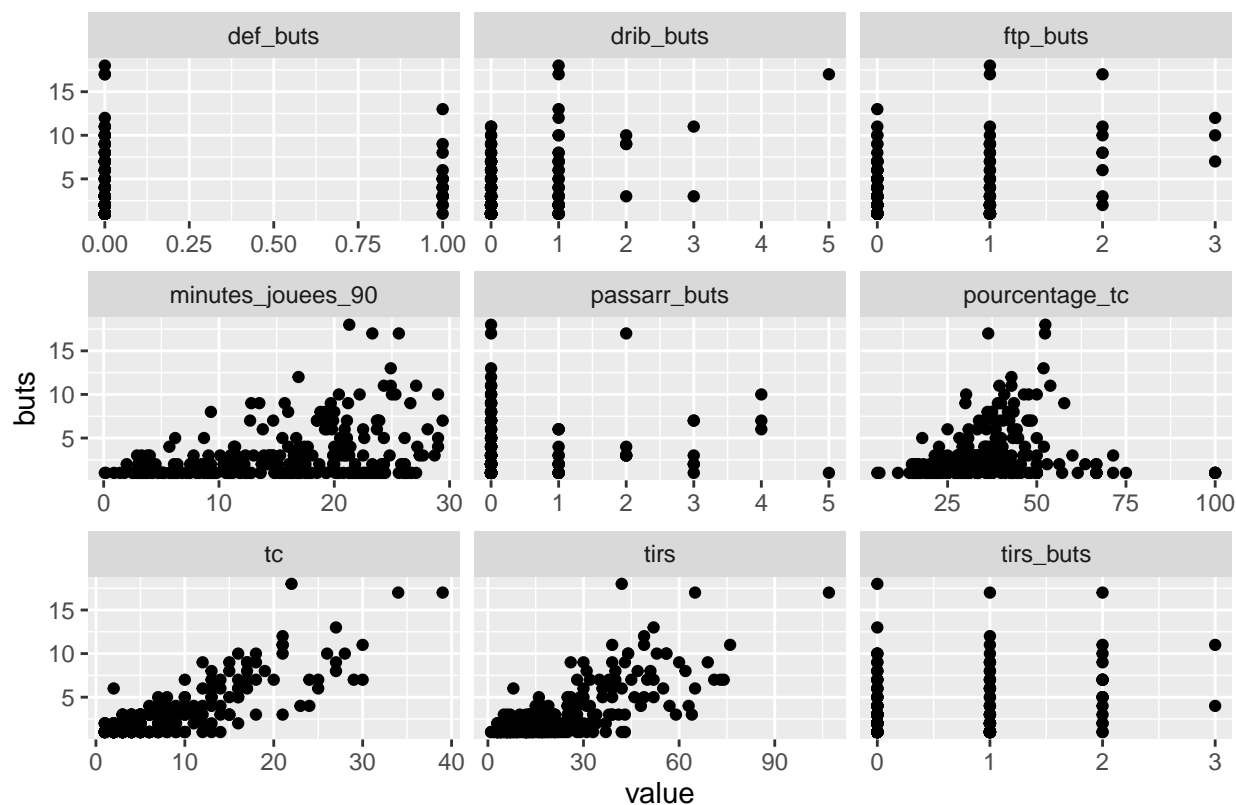 def_buts drib_buts ftp_buts
15
10
5
0.00 0.25 0.50 0.75 1.00 0 1 2 3 4 5 0 1 2 3
minutes_jouees_90 passarr_buts pourcentage_tc
15
10
5
0 10 20 30 0 1 2 3 4 5 25 50 75 100
tc tirs tirs_buts
15
10
5
0 10 20 30 40 0 30 60 90 0 1 2 3
buts
value